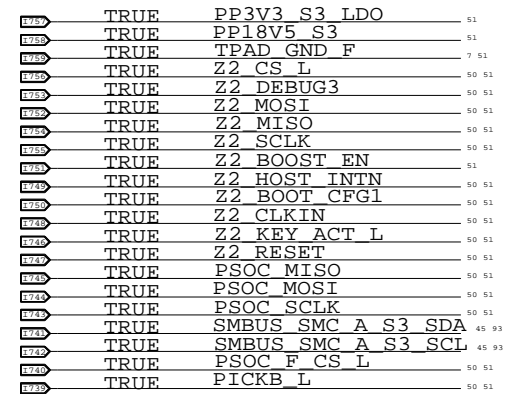 I757 TRUE PP3V3_S3_LDO 51
I758 TRUE PP18V5_S3 51
I759 TRUE TPAD_GND_F 7 51
I756 TRUE Z2_CS_L 50 51
I753 TRUE Z2_DEBUG3 50 51
I752 TRUE Z2_MOSI 50 51
I754 TRUE Z2_MISO 50 51
I755 TRUE Z2_SCLK 50 51
I751 TRUE Z2_BOOST_EN 51
I749 TRUE Z2_HOST_INTN 50 51
I750 TRUE Z2_BOOT_CFG1 50 51
I748 TRUE Z2_CLKIN 50 51
I746 TRUE Z2_KEY_ACT_L 50 51
I747 TRUE Z2_RESET 50 51
I745 TRUE PSOC_MISO 50 51
I744 TRUE PSOC_MOSI 50 51
I743 TRUE PSOC_SCLK 50 51
I741 TRUE SMBUS_SMC_A_S3_SDA 45 93
I742 TRUE SMBUS_SMC_A_S3_SCL 45 93
I740 TRUE PSOC_F_CS_L 50 51
I739 TRUE PICKB_L 50 51